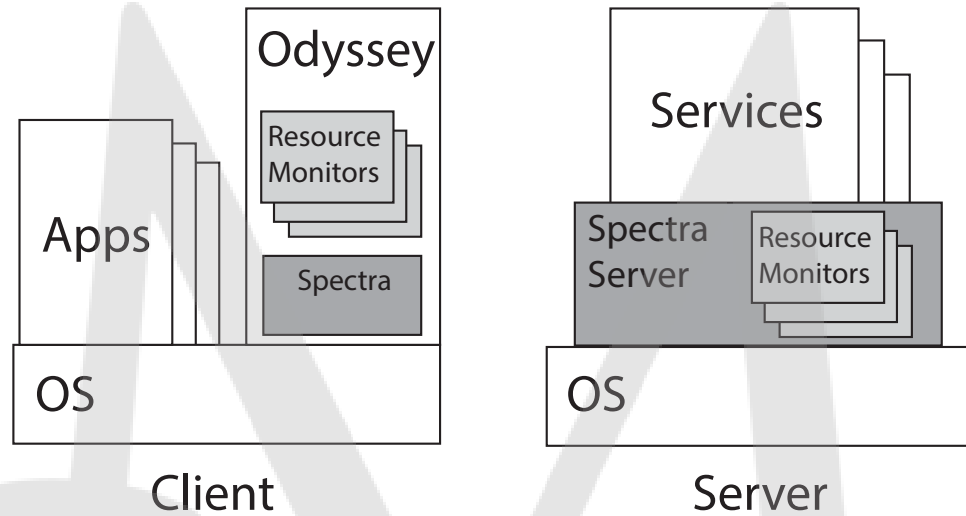 Odyssey
Resource
Monitors
Apps
Spectra
OS
Client
Services
Spectra
Server
Resource
Monitors
OS
Server